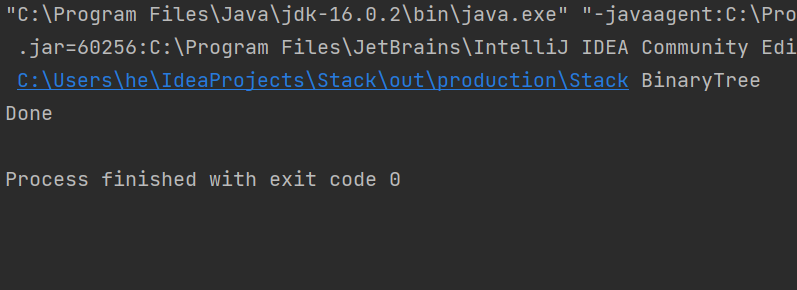 "C:\Program Files\Java\jdk-16.0.2\bin\java.exe" "-javaagent:C:\Pro
.jar=60256:C:\Program Files\JetBrains\IntelliJ IDEA Community Edi
C:\Users\he\IdeaProjects\Stack\out\production\Stack BinaryTree
Done
Process finished with exit code 0